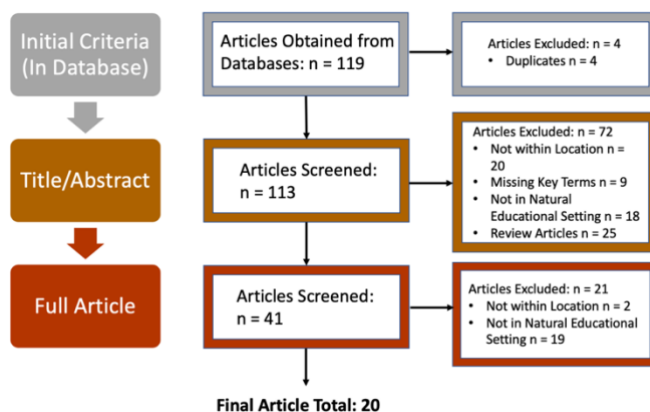 Initial Criteria
(In Database)
Articles Obtained from
Databases: n = 119
Articles Excluded: n = 4
• Duplicates n = 4
Title/Abstract
Articles Screened:
n = 113
Articles Excluded: n = 72
• Not within Location n =
20
• Missing Key Terms n = 9
• Not in Natural
Educational Setting n = 18
• Review Articles n = 25
Full Article
Articles Screened:
n = 41
Articles Excluded: n = 21
• Not within Location n = 2
• Not in Natural Educational
Setting n = 19
Final Article Total: 20